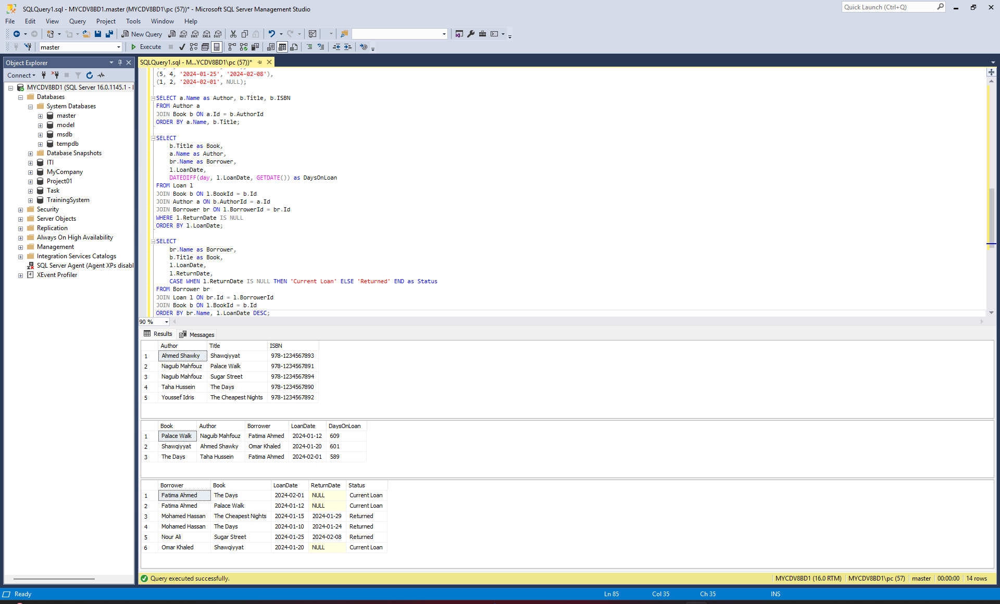 SQLQuery1.sql - MYCDV8BD1.master (MYCDV8BD1\pc (57))* - Microsoft SQL Server Management Studio
Quick Launch (Ctrl+Q)
File Edit View Query Project Tools Window Help
New Query MDX DMX XMLA DAX
master Execute
Object Explorer
Connect
MYCDV8BD1 (SQL Server 16.0.1145.1 -
Databases
System Databases
master
model
msdb
tempdb
Database Snapshots
ITI
MyCompany
Project01
Task
TrainingSystem
Security
Server Objects
Replication
Always On High Availability
Management
Integration Services Catalogs
SQL Server Agent (Agent XPs disabl
XEvent Profiler
SQLQuery1.sql - M...YCDV8BD1\pc (57))*
(5, 4, '2024-01-25', '2024-02-08'),
(1, 2, '2024-02-01', NULL);
SELECT a.Name as Author, b.Title, b.ISBN
FROM Author a
JOIN Book b ON a.Id = b.AuthorId
ORDER BY a.Name, b.Title;
SELECT
b.Title as Book,
a.Name as Author,
br.Name as Borrower,
l.LoanDate,
DATEDIFF(day, l.LoanDate, GETDATE()) as DaysOnLoan
FROM Loan l
JOIN Book b ON l.BookId = b.Id
JOIN Author a ON b.AuthorId = a.Id
JOIN Borrower br ON l.BorrowerId = br.Id
WHERE l.ReturnDate IS NULL
ORDER BY l.LoanDate;
SELECT
br.Name as Borrower,
b.Title as Book,
l.LoanDate,
l.ReturnDate,
CASE WHEN l.ReturnDate IS NULL THEN 'Current Loan' ELSE 'Returned' END as Status
FROM Borrower br
JOIN Loan l ON br.Id = l.BorrowerId
JOIN Book b ON l.BookId = b.Id
ORDER BY br.Name, l.LoanDate DESC;
90 %
Results Messages
Author Title ISBN
1 Ahmed Shawky Shawqiyyat 978-1234567893
2 Naguib Mahfouz Palace Walk 978-1234567891
3 Naguib Mahfouz Sugar Street 978-1234567894
4 Taha Hussein The Days 978-1234567890
5 Youssef Idris The Cheapest Nights 978-1234567892
Book Author Borrower LoanDate DaysOnLoan
1 Palace Walk Naguib Mahfouz Fatima Ahmed 2024-01-12 609
2 Shawqiyyat Ahmed Shawky Omar Khaled 2024-01-20 601
3 The Days Taha Hussein Fatima Ahmed 2024-02-01 589
Borrower Book LoanDate ReturnDate Status
1 Fatima Ahmed The Days 2024-02-01 NULL Current Loan
2 Fatima Ahmed Palace Walk 2024-01-12 NULL Current Loan
3 Mohamed Hassan The Cheapest Nights 2024-01-15 2024-01-29 Returned
4 Mohamed Hassan The Days 2024-01-10 2024-01-24 Returned
5 Nour Ali Sugar Street 2024-01-25 2024-02-08 Returned
6 Omar Khaled Shawqiyyat 2024-01-20 NULL Current Loan
Query executed successfully. MYCDV8BD1 (16.0 RTM) MYCDV8BD1\pc (57) master 00:00:00 14 rows
Ready Ln 85 Col 35 Ch 35 INS